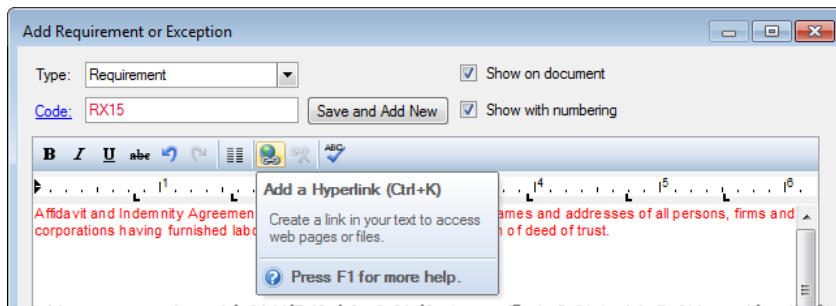 Add Requirement or Exception
Type: Requirement Show on document
Code: RX15 Save and Add New Show with numbering
B I U abc ABC
1 4 5 6
Affidavit and Indemnity Agreemen ames and addresses of all persons, firms and
corporations having furnished labo n of deed of trust.
Add a Hyperlink (Ctrl+K)
Create a link in your text to access
web pages or files.
Press F1 for more help.